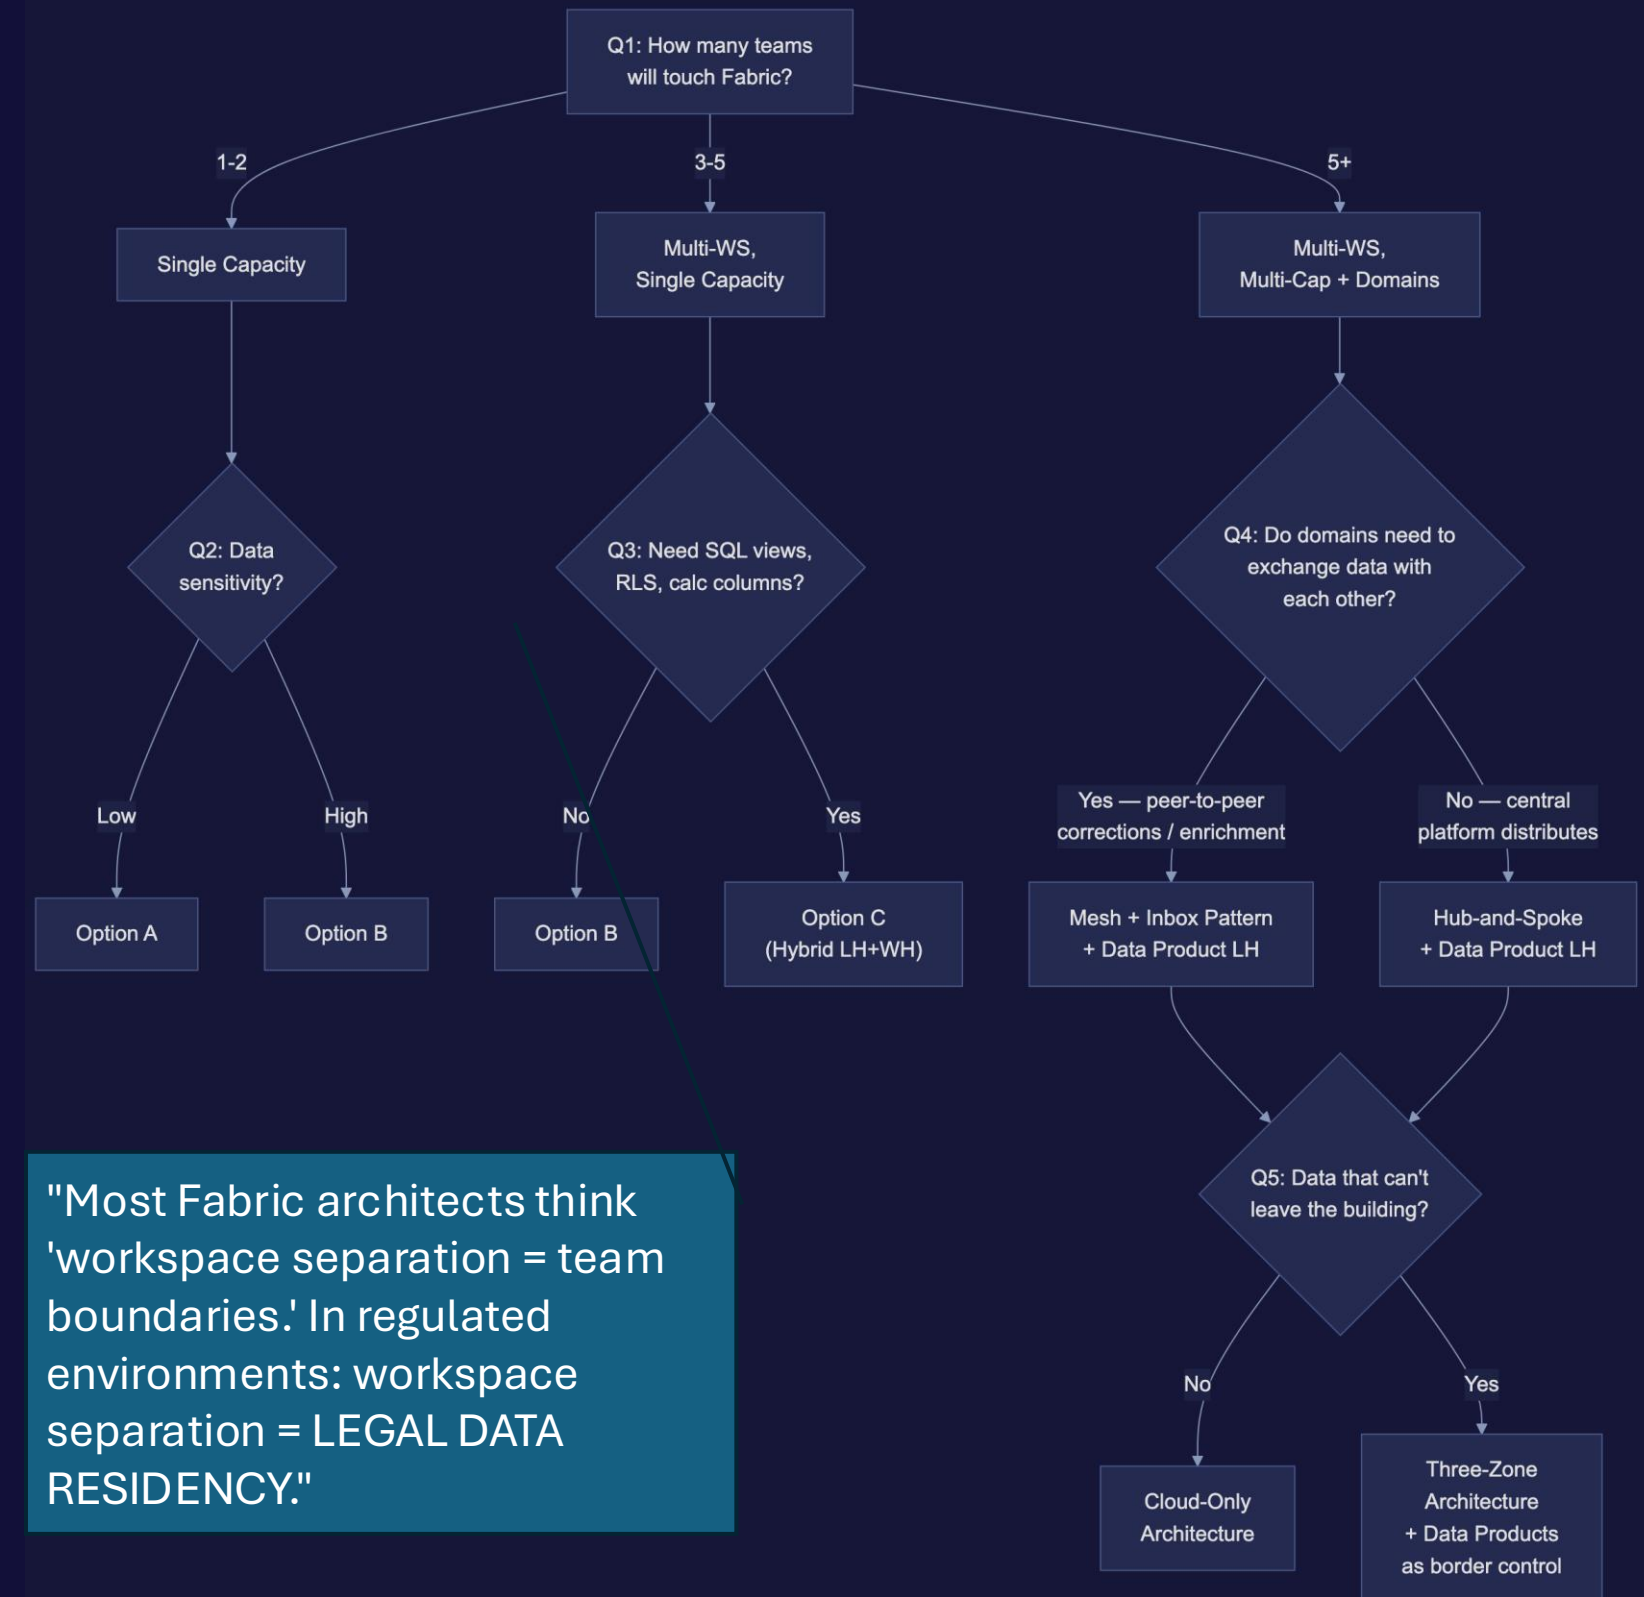 Q1: How many teams
will touch Fabric?
1-2
3-5
5+
Single Capacity
Multi-WS,
Single Capacity
Multi-WS,
Multi-Cap + Domains
Q2: Data
sensitivity?
Q3: Need SQL views,
RLS, calc columns?
Q4: Do domains need to
exchange data with
each other?
Low
High
No
Yes
Yes — peer-to-peer
corrections / enrichment
No — central
platform distributes
Option A
Option B
Option B
Option C
(Hybrid LH+WH)
Mesh + Inbox Pattern
+ Data Product LH
Hub-and-Spoke
+ Data Product LH
Q5: Data that can't
leave the building?
"Most Fabric architects think
'workspace separation = team
boundaries.' In regulated
environments: workspace
separation = LEGAL DATA
RESIDENCY."
No
Yes
Cloud-Only
Architecture
Three-Zone
Architecture
+ Data Products
as border control